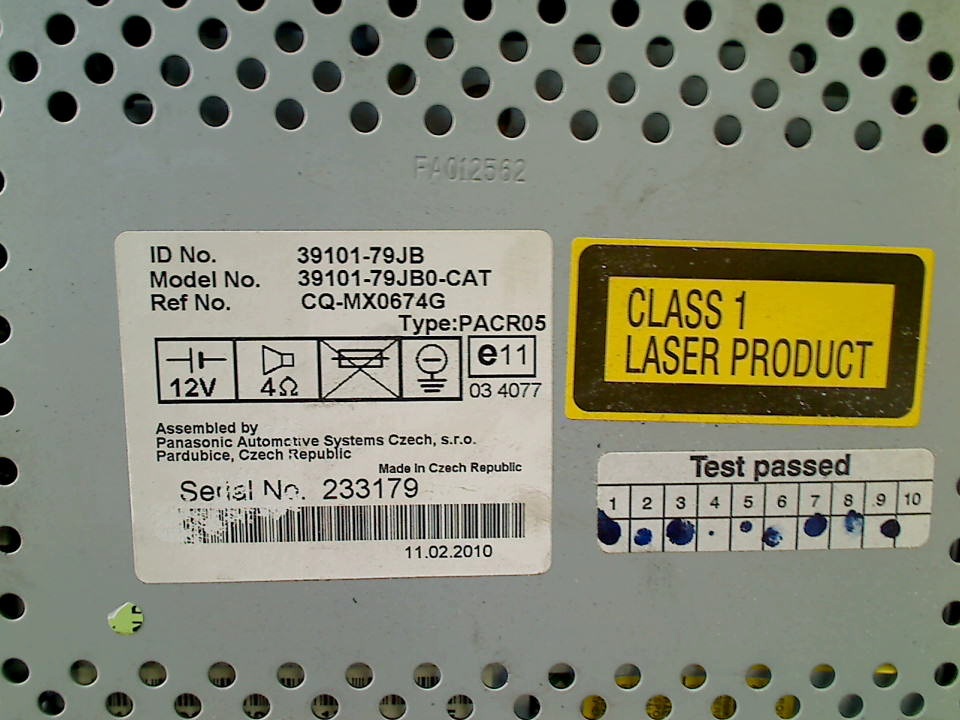 FA012562
ID No. 39101-79JB
Model No. 39101-79JB0-CAT
Ref No. CQ-MX0674G
Type:PACR05
12V 4Ω e11
03 4077
Assembled by
Panasonic Automotive Systems Czech, s.r.o.
Pardubice, Czech Republic
Made in Czech Republic
Serial No. 233179
11.02.2010
CLASS 1
LASER PRODUCT
Test passed
1 2 3 4 5 6 7 8 9 10